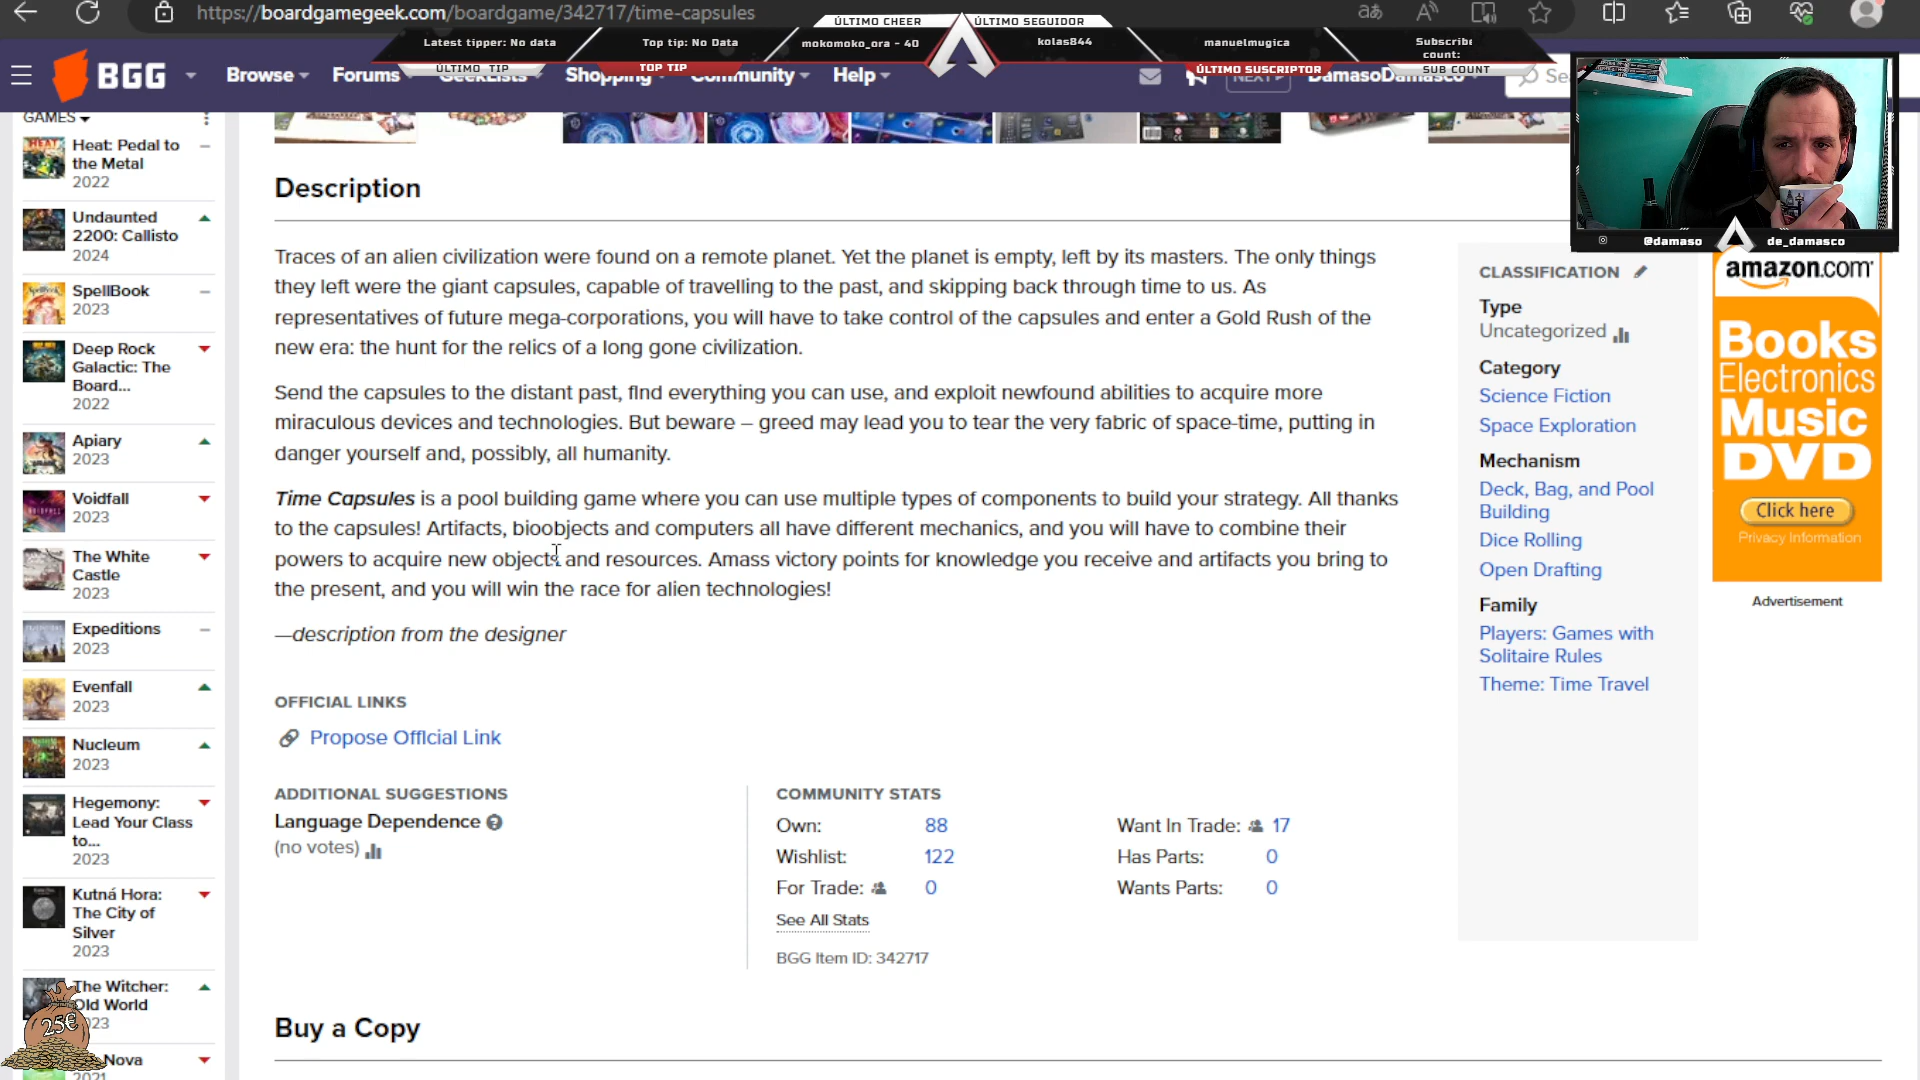 https://boardgamegeek.com/boardgame/342717/time-capsules
ÚLTIMO CHEER
ÚLTIMO SEGUIDOR
Latest tipper: No data
Top tip: No Data
mokomoko_ora - 40
kolas844
manuelmugica
Subscribe
count:
ÚLTIMO TIP
TOP TIP
ÚLTIMO SUSCRIPTOR
SUB COUNT
BGG
Browse
Forums
GeekLists
Shopping
Community
Help
DamasoDamasco
Se
@damaso
de_damasco
GAMES
Heat: Pedal to
the Metal
2022
Undaunted
2200: Callisto
2024
SpellBook
2023
Deep Rock
Galactic: The
Board...
2022
Apiary
2023
Voidfall
2023
The White
Castle
2023
Expeditions
2023
Evenfall
2023
Nucleum
2023
Hegemony:
Lead Your Class
to...
2023
Kutná Hora:
The City of
Silver
2023
The Witcher:
Old World
23
Nova
2021
25€
Description
Traces of an alien civilization were found on a remote planet. Yet the planet is empty, left by its masters. The only things
they left were the giant capsules, capable of travelling to the past, and skipping back through time to us. As
representatives of future mega-corporations, you will have to take control of the capsules and enter a Gold Rush of the
new era: the hunt for the relics of a long gone civilization.
Send the capsules to the distant past, find everything you can use, and exploit newfound abilities to acquire more
miraculous devices and technologies. But beware – greed may lead you to tear the very fabric of space-time, putting in
danger yourself and, possibly, all humanity.
Time Capsules is a pool building game where you can use multiple types of components to build your strategy. All thanks
to the capsules! Artifacts, bioobjects and computers all have different mechanics, and you will have to combine their
powers to acquire new objects and resources. Amass victory points for knowledge you receive and artifacts you bring to
the present, and you will win the race for alien technologies!
—description from the designer
OFFICIAL LINKS
Propose Official Link
ADDITIONAL SUGGESTIONS
Language Dependence
(no votes)
COMMUNITY STATS
Own: 88
Wishlist: 122
For Trade: 0
Want In Trade: 17
Has Parts: 0
Wants Parts: 0
See All Stats
BGG Item ID: 342717
Buy a Copy
CLASSIFICATION
Type
Uncategorized
Category
Science Fiction
Space Exploration
Mechanism
Deck, Bag, and Pool
Building
Dice Rolling
Open Drafting
Family
Players: Games with
Solitaire Rules
Theme: Time Travel
amazon.com
Books
Electronics
Music
DVD
Click here
Privacy Information
Advertisement